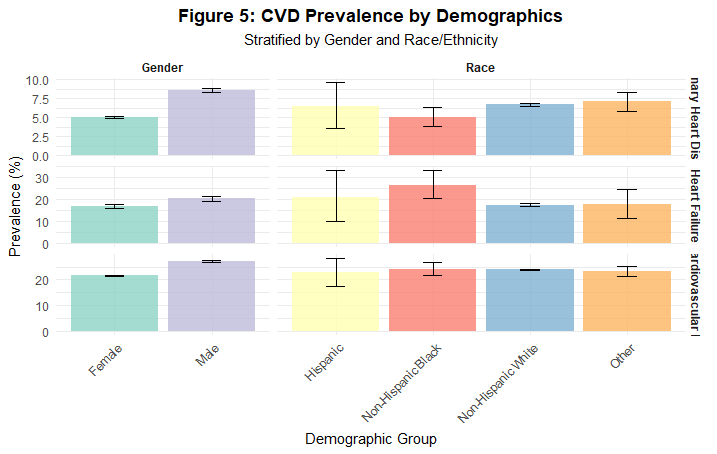 Figure 5: CVD Prevalence by Demographics
Stratified by Gender and Race/Ethnicity
Gender
Race
10.0
7.5
5.0
2.5
0.0
nary Heart Dis
30
20
10
0
Heart Failure
20
10
0
ardiovascular
Prevalence (%)
Female
Male
Hispanic
Non-Hispanic Black
Non-Hispanic White
Other
Demographic Group